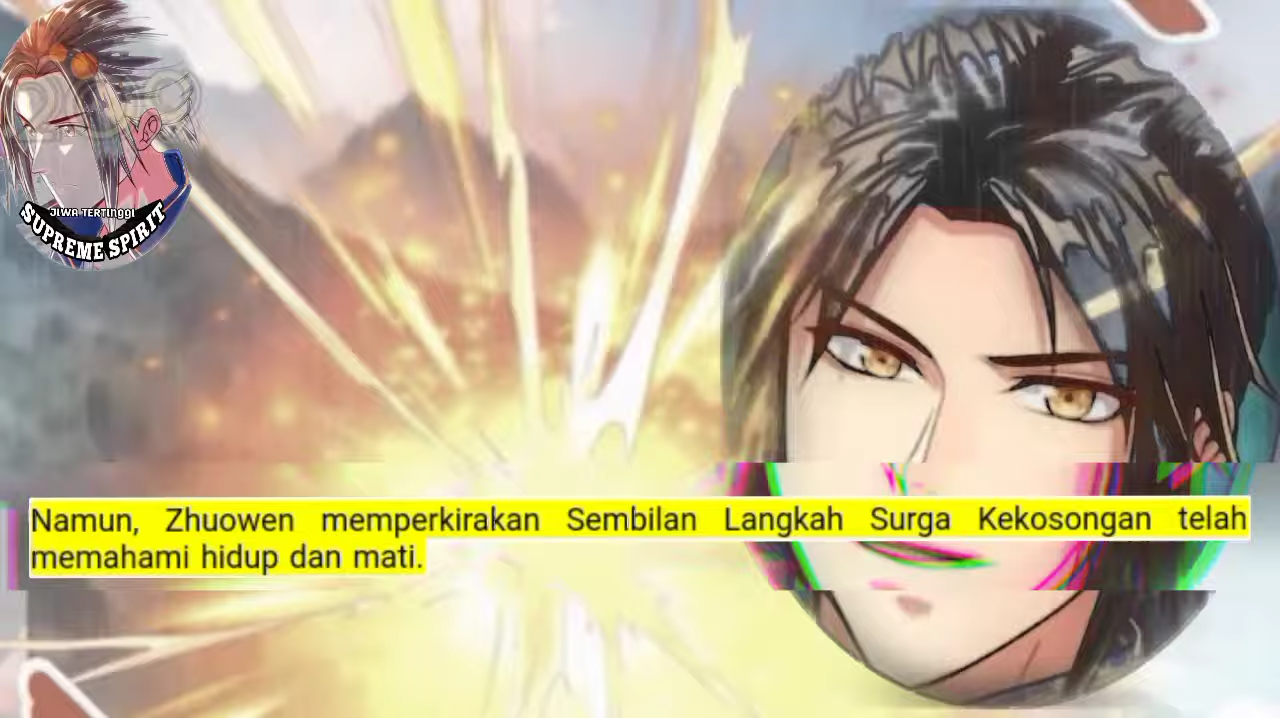 JIWA TERTINGGI
SUPREME SPIRIT
Namun, Zhuowen memperkirakan Sembilan Langkah Surga Kekosongan telah
memahami hidup dan mati.